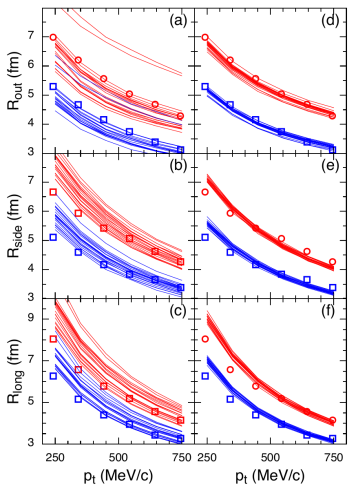 (a)
(d)
7
6
5
4
3
R_out (fm)
(b)
(e)
7
6
5
4
3
R_side (fm)
(c)
(f)
9
7
5
3
R_long (fm)
250 500 750 250 500 750
p_t (MeV/c) p_t (MeV/c)